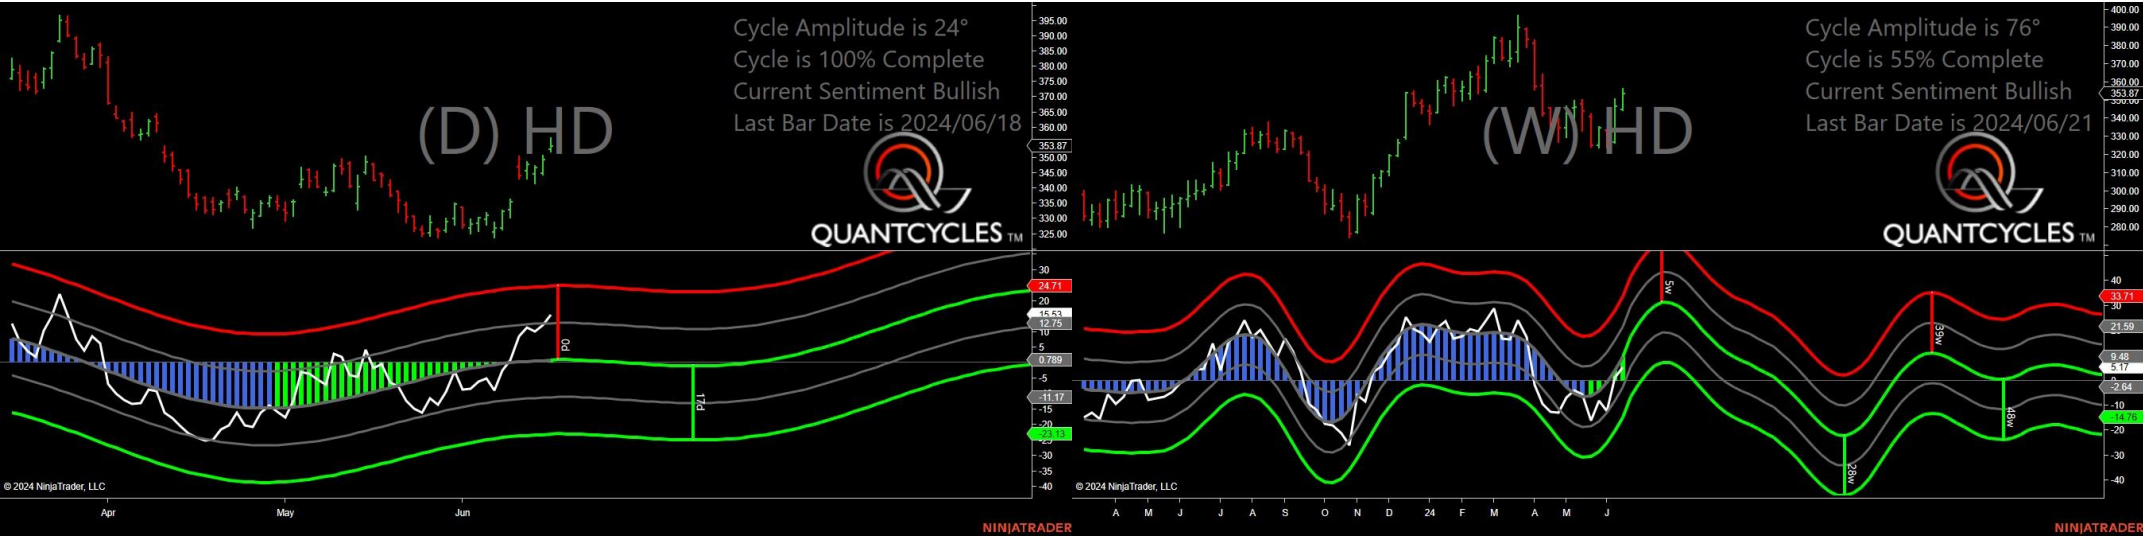 Cycle Amplitude is 24°
Cycle is 100% Complete
Current Sentiment Bullish
Last Bar Date is 2024/06/18
(D) HD
QUANTCYCLES TM
395.00
390.00
385.00
380.00
375.00
370.00
365.00
360.00
353.87
350.00
345.00
340.00
335.00
330.00
325.00
30
24.71
20
15.53
12.75
10
5
0.789
-5
-11.17
-15
-20
-23.13
-30
-35
-40
0d
17d
© 2024 NinjaTrader, LLC
Apr May Jun
NINJATRADER
Cycle Amplitude is 76°
Cycle is 55% Complete
Current Sentiment Bullish
Last Bar Date is 2024/06/21
(W) HD
QUANTCYCLES TM
400.00
390.00
380.00
370.00
360.00
353.87
340.00
330.00
320.00
310.00
300.00
290.00
280.00
40
33.71
30
21.59
9.48
5.17
-2.64
-10
-14.76
-20
-30
-40
5w
28w
39w
48w
© 2024 NinjaTrader, LLC
A M J J A S O N D 24 F M A M J
NINJATRADER